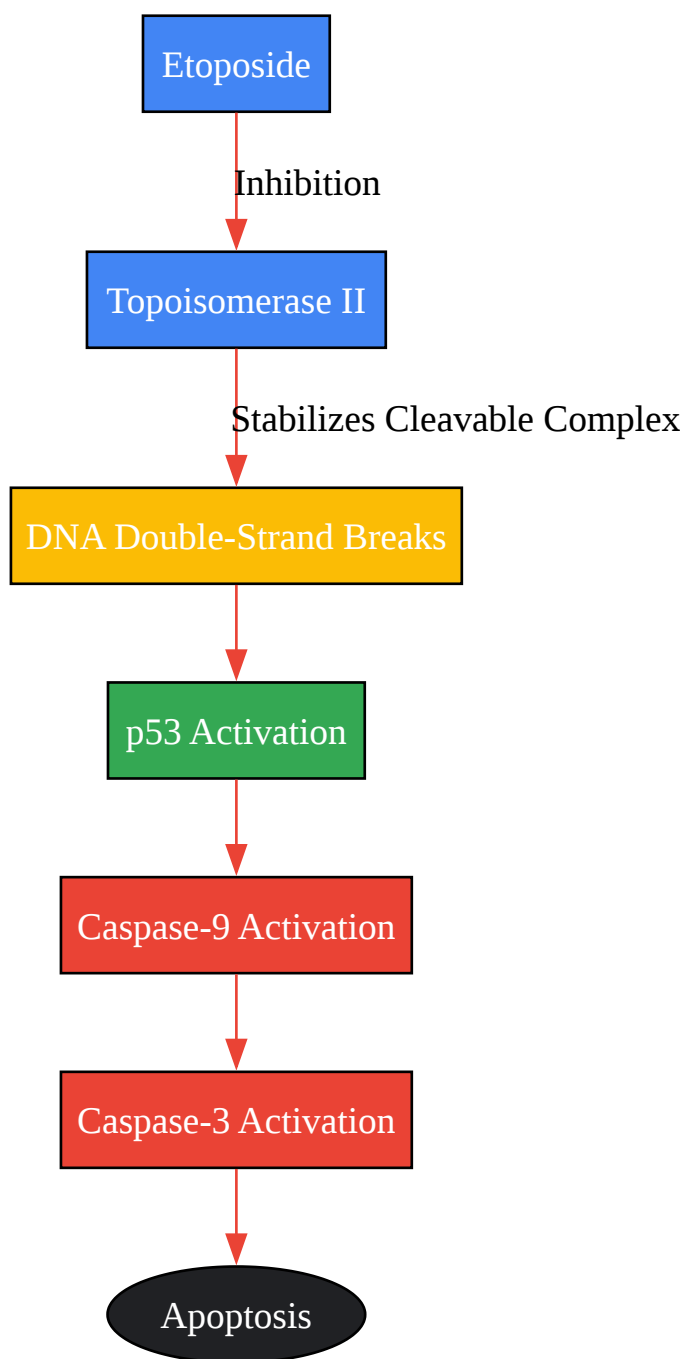 Etoposide
Inhibition
Topoisomerase II
Stabilizes Cleavable Complex
DNA Double-Strand Breaks
p53 Activation
Caspase-9 Activation
Caspase-3 Activation
Apoptosis